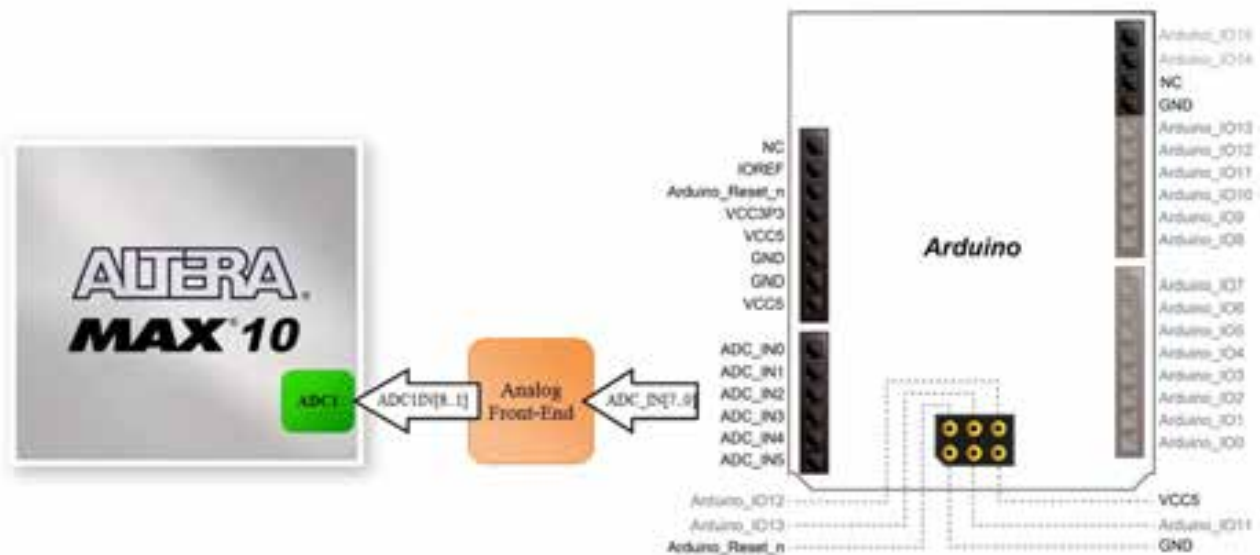 ALTERA.
MAX® 10
ADC1
ADC1IN[8..1]
Analog
Front-End
ADC_IN[7..0]
NC
IOREF
Arduino_Reset_n
VCC3P3
VCC5
GND
GND
VCC5
ADC_IN0
ADC_IN1
ADC_IN2
ADC_IN3
ADC_IN4
ADC_IN5
Arduino
Arduino_IO15
Arduino_IO14
NC
GND
Arduino_IO13
Arduino_IO12
Arduino_IO11
Arduino_IO10
Arduino_IO9
Arduino_IO8
Arduino_IO7
Arduino_IO6
Arduino_IO5
Arduino_IO4
Arduino_IO3
Arduino_IO2
Arduino_IO1
Arduino_IO0
Arduino_IO12
Arduino_IO13
Arduino_Reset_n
VCC5
Arduino_IO11
GND